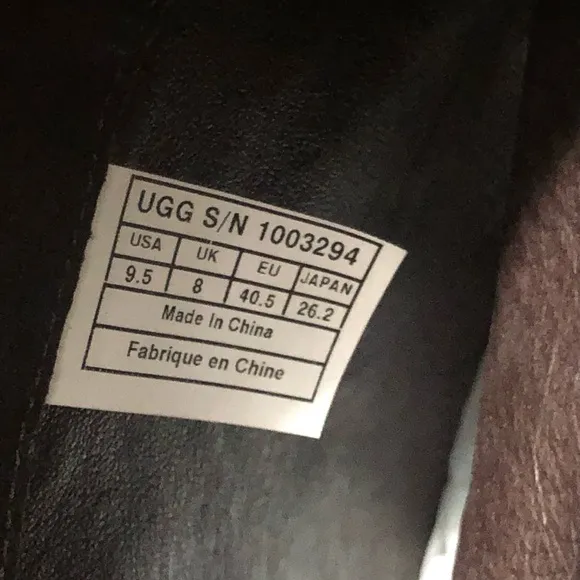 UGG S/N 1003294
USA UK EU JAPAN
9.5 8 40.5 26.2
Made In China
Fabrique en Chine